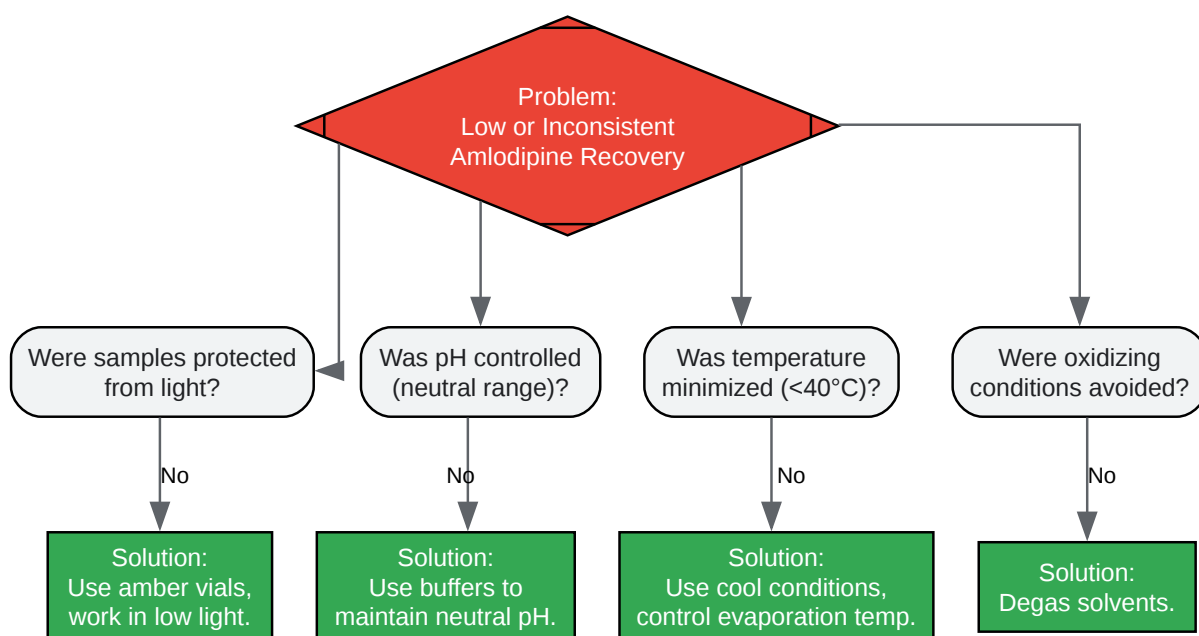 Problem:
Low or Inconsistent
Amlodipine Recovery
Were samples protected
from light?
Was pH controlled
(neutral range)?
Was temperature
minimized (<40°C)?
Were oxidizing
conditions avoided?
No
No
No
No
Solution:
Use amber vials,
work in low light.
Solution:
Use buffers to
maintain neutral pH.
Solution:
Use cool conditions,
control evaporation temp.
Solution:
Degas solvents.